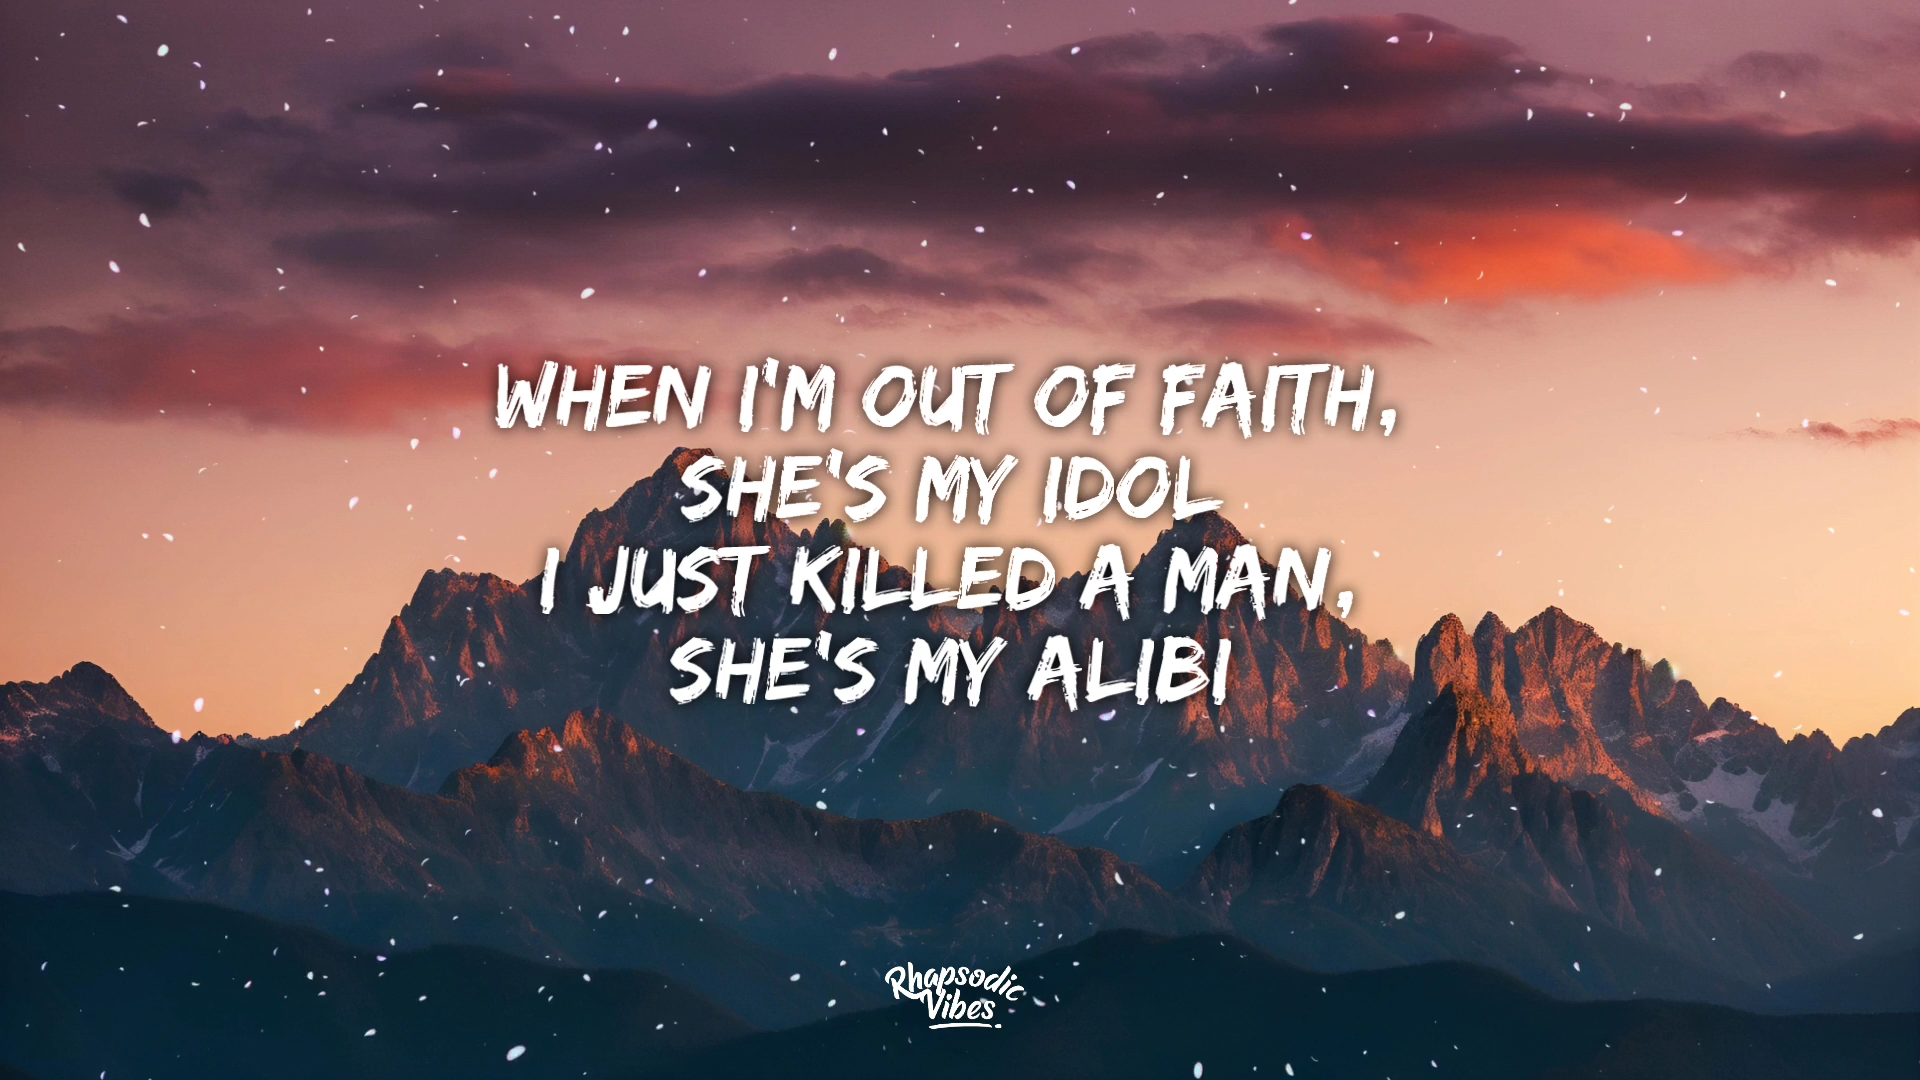 WHEN I'M OUT OF FAITH,
SHE'S MY IDOL
I JUST KILLED A MAN,
SHE'S MY ALIBI
Rhapsodic
Vibes